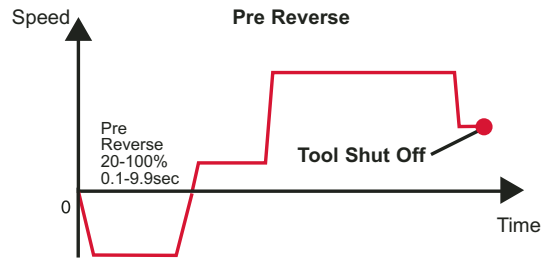 Speed
Pre Reverse
Pre
Reverse
20-100%
0.1-9.9sec
Tool Shut Off
0
Time